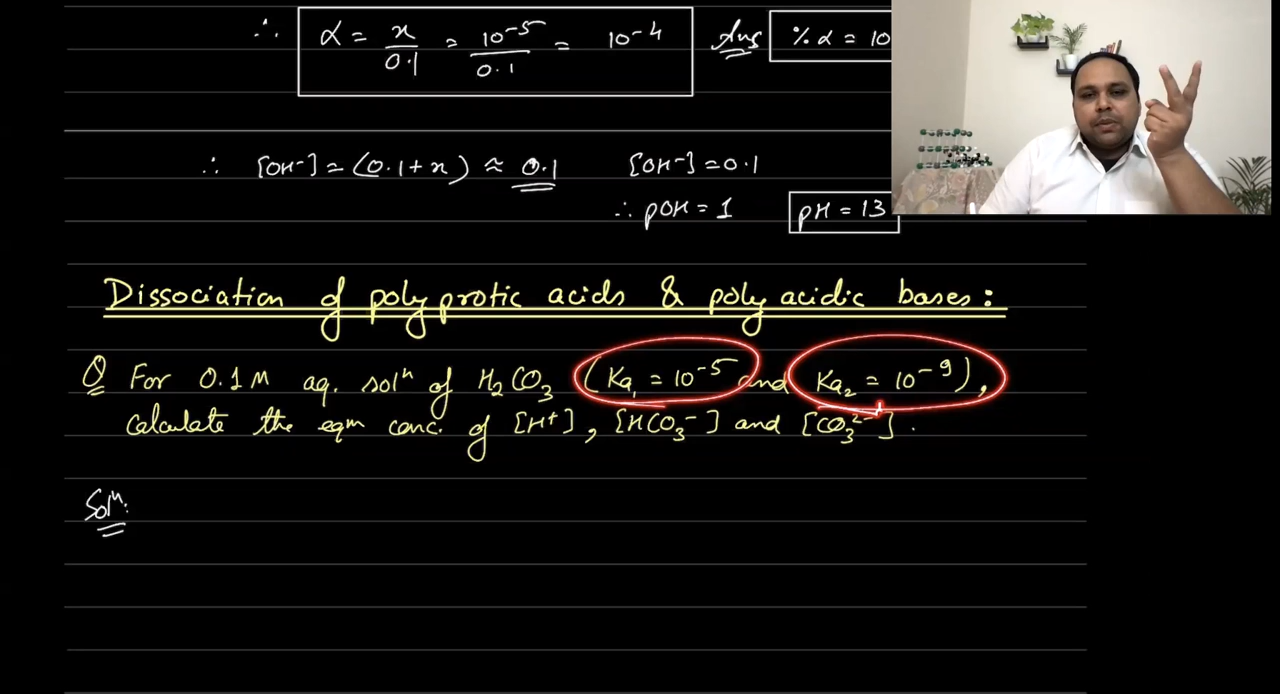 ∴ α = x/0.1 = 10⁻⁵/0.1 = 10⁻⁴ Ans % α = 10
∴ [OH⁻] = (0.1 + x) ≈ 0.1 [OH⁻] = 0.1
∴ pOH = 1 pH = 13
Dissociation of polyprotic acids & polyacidic bases :
Q For 0.1 M aq. solⁿ of H₂CO₃ (Ka₁ = 10⁻⁵ and Ka₂ = 10⁻⁹),
calculate the eqm conc. of [H⁺], [HCO₃⁻] and [CO₃²⁻].
Solⁿ: